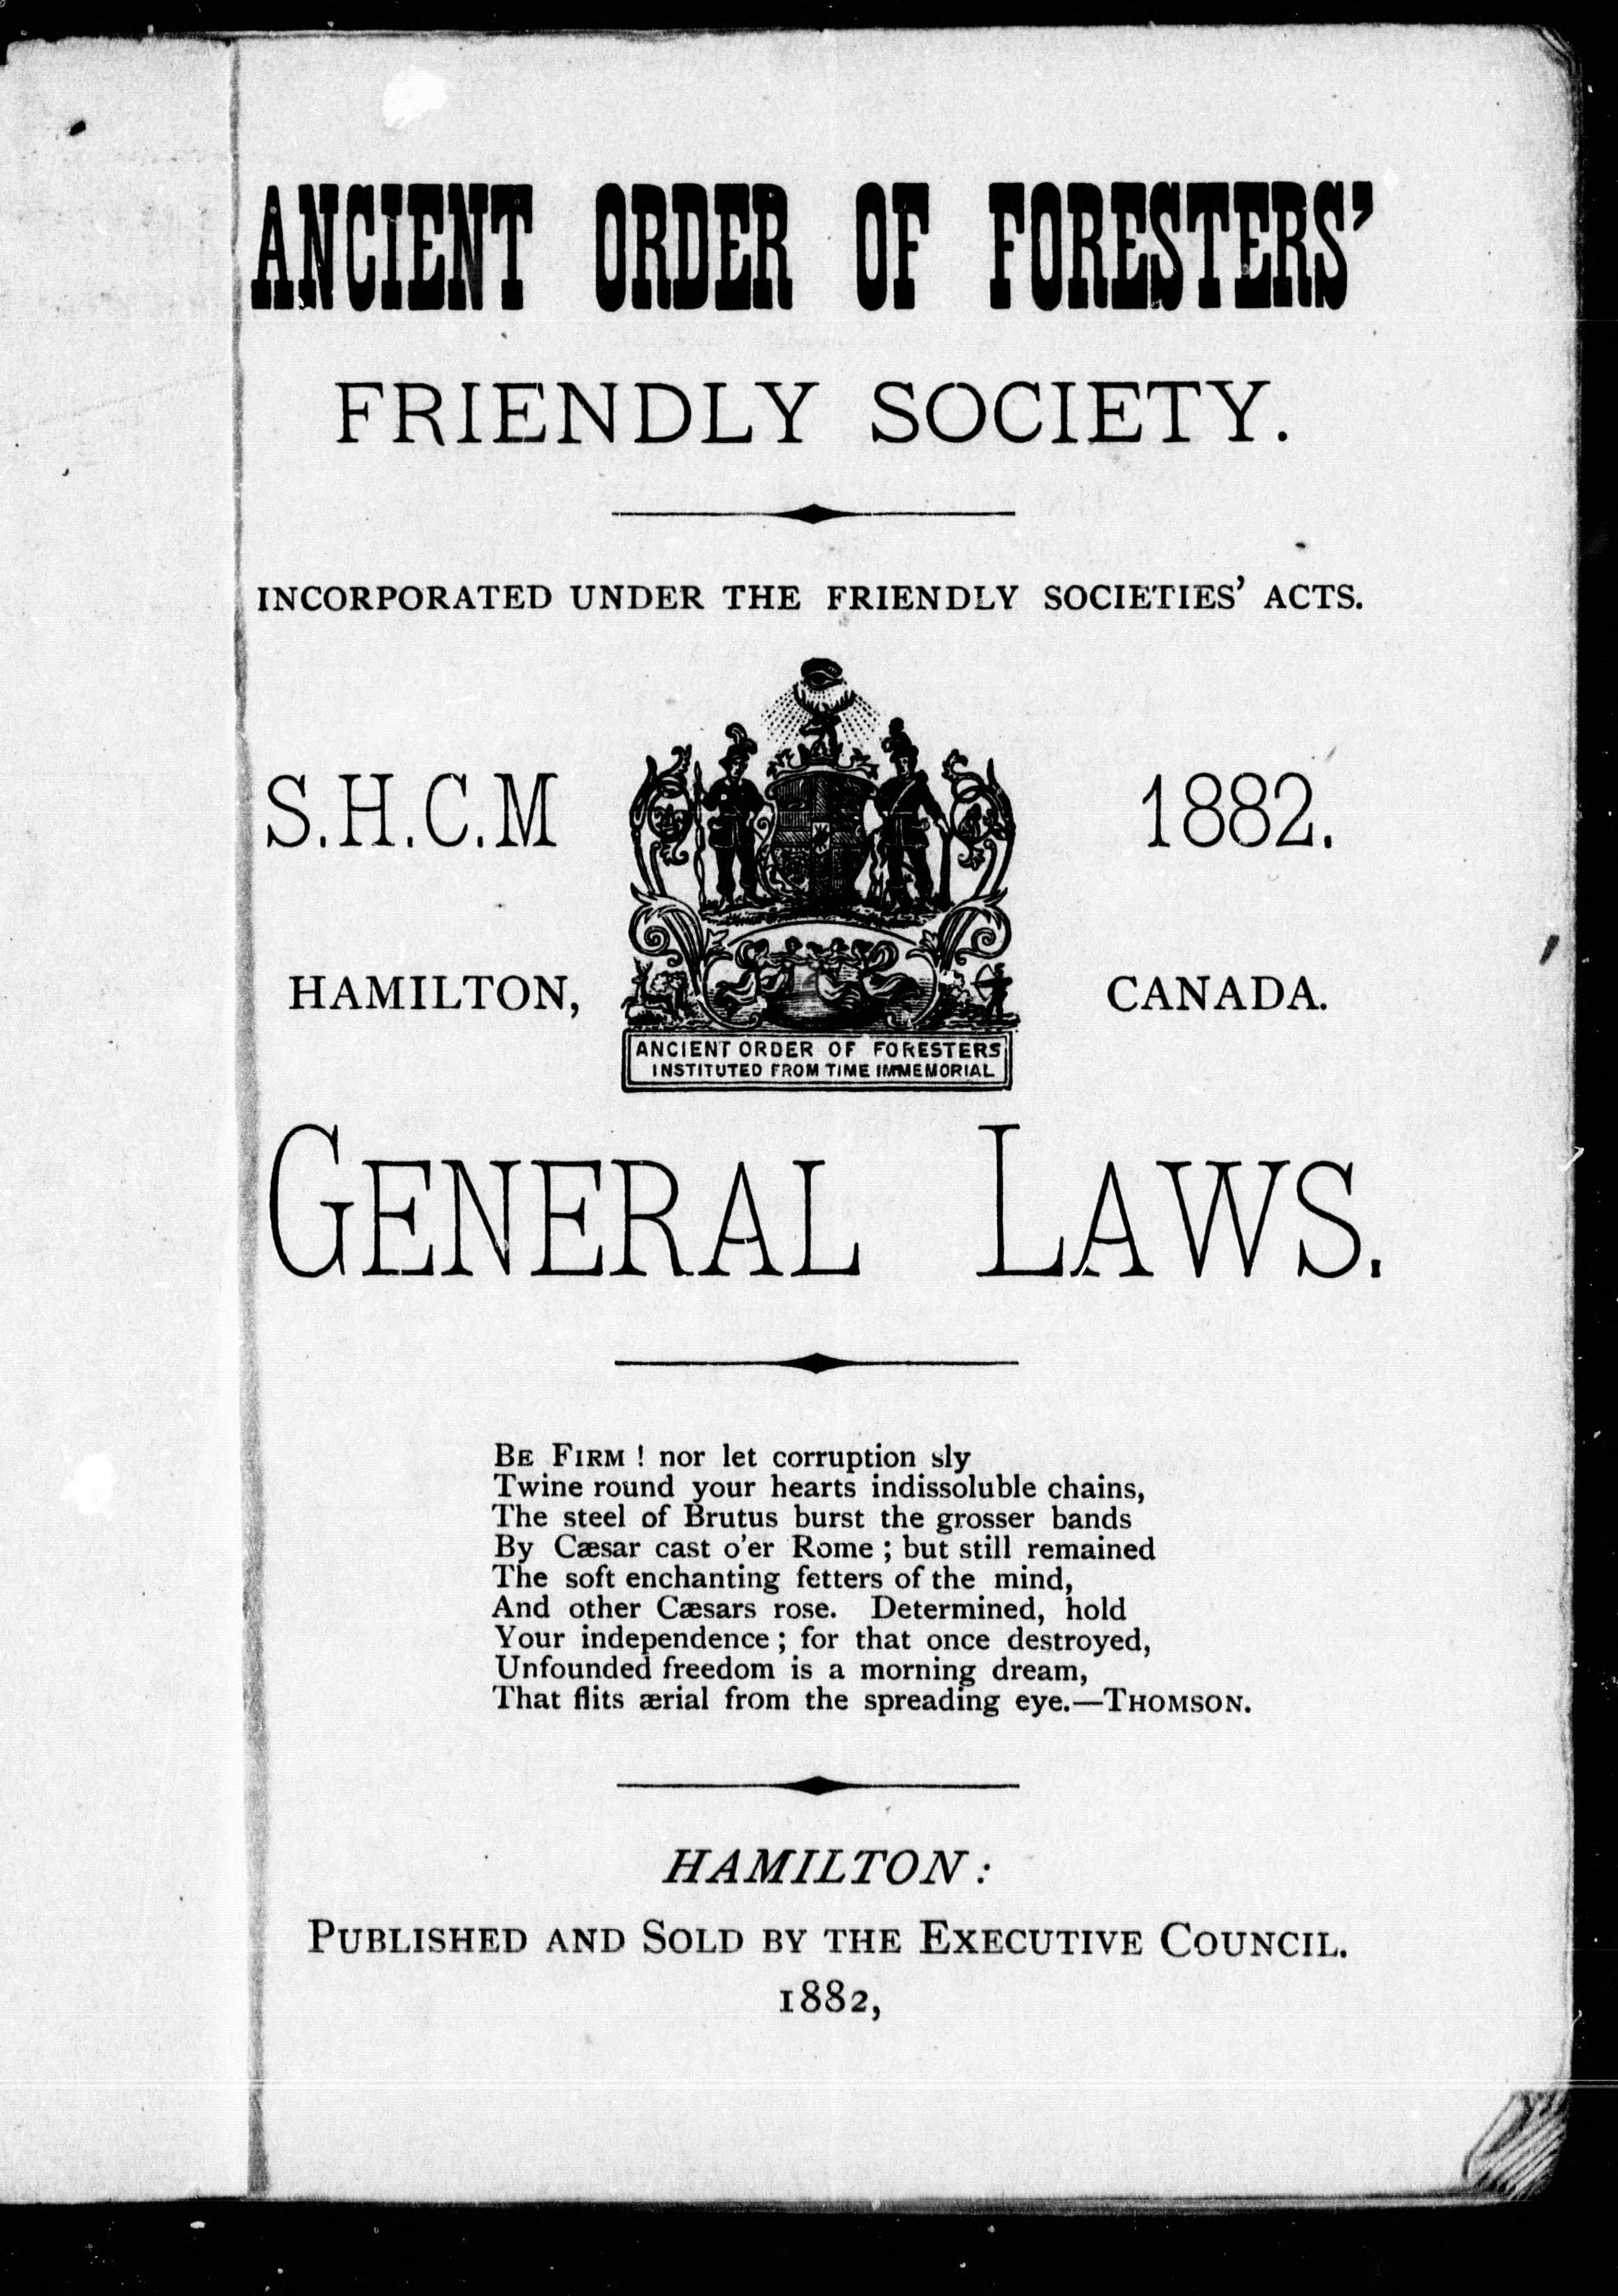 ANCIENT ORDER OF FORESTERS'
FRIENDLY SOCIETY.
INCORPORATED UNDER THE FRIENDLY SOCIETIES' ACTS.
S.H.C.M 1882.
HAMILTON, CANADA.
ANCIENT ORDER OF FORESTERS
INSTITUTED FROM TIME IMMEMORIAL
GENERAL LAWS.
BE FIRM ! nor let corruption sly
Twine round your hearts indissoluble chains,
The steel of Brutus burst the grosser bands
By Cæsar cast o'er Rome ; but still remained
The soft enchanting fetters of the mind,
And other Cæsars rose. Determined, hold
Your independence ; for that once destroyed,
Unfounded freedom is a morning dream,
That flits ærial from the spreading eye.—THOMSON.
HAMILTON :
PUBLISHED AND SOLD BY THE EXECUTIVE COUNCIL.
1882,